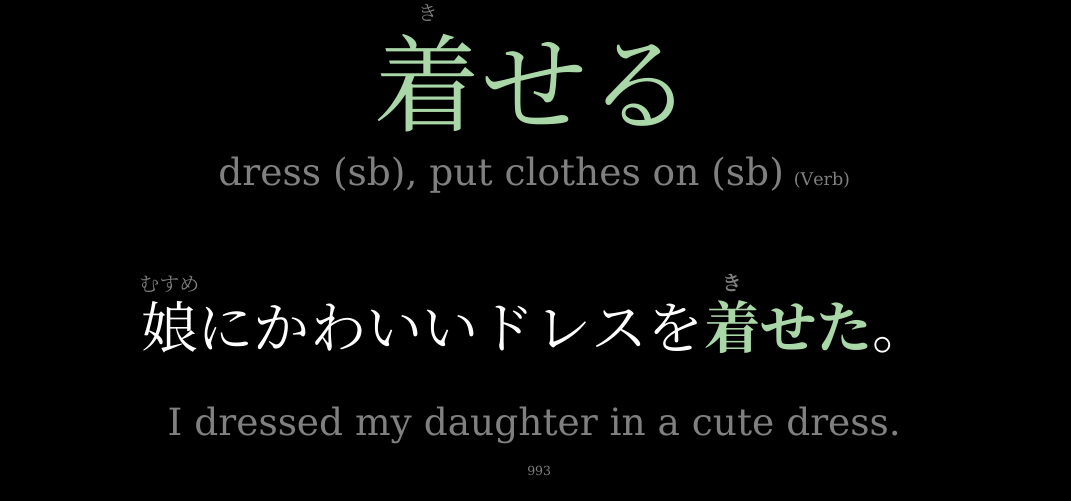 き
着せる
dress (sb), put clothes on (sb) (Verb)
むすめ き
娘にかわいいドレスを着せた。
I dressed my daughter in a cute dress.
993